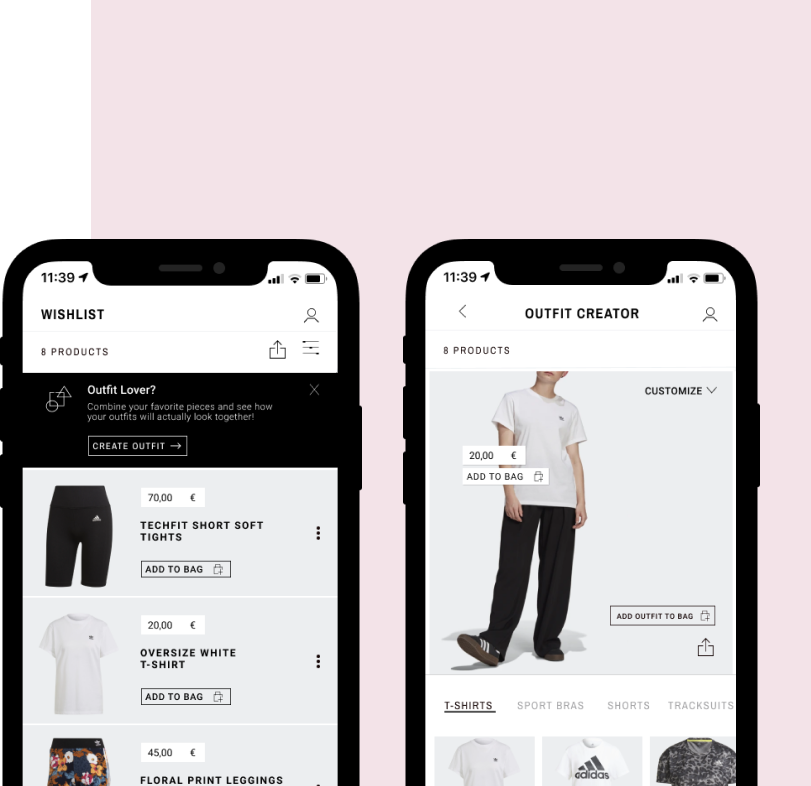 11:39
WISHLIST
8 PRODUCTS
Outfit Lover?
Combine your favorite pieces and see how
your outfits will actually look together!
CREATE OUTFIT →
70,00 €
TECHFIT SHORT SOFT
TIGHTS
ADD TO BAG
20,00 €
OVERSIZE WHITE
T-SHIRT
ADD TO BAG
45,00 €
FLORAL PRINT LEGGINGS
11:39
OUTFIT CREATOR
8 PRODUCTS
CUSTOMIZE
20,00 €
ADD TO BAG
ADD OUTFIT TO BAG
T-SHIRTS SPORT BRAS SHORTS TRACKSUITS
adidas